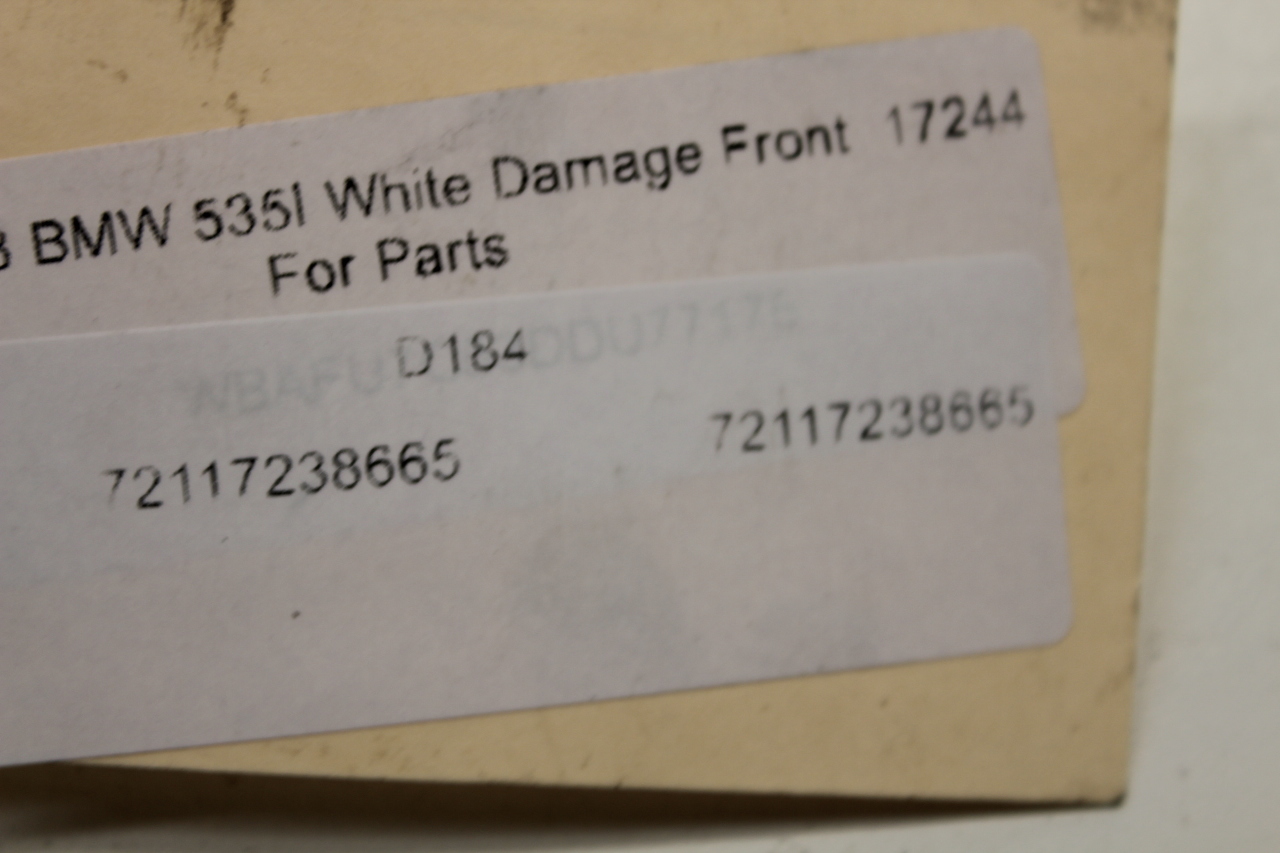 BMW 535I White Damage Front 17244
For Parts
D184
72117238665 72117238665